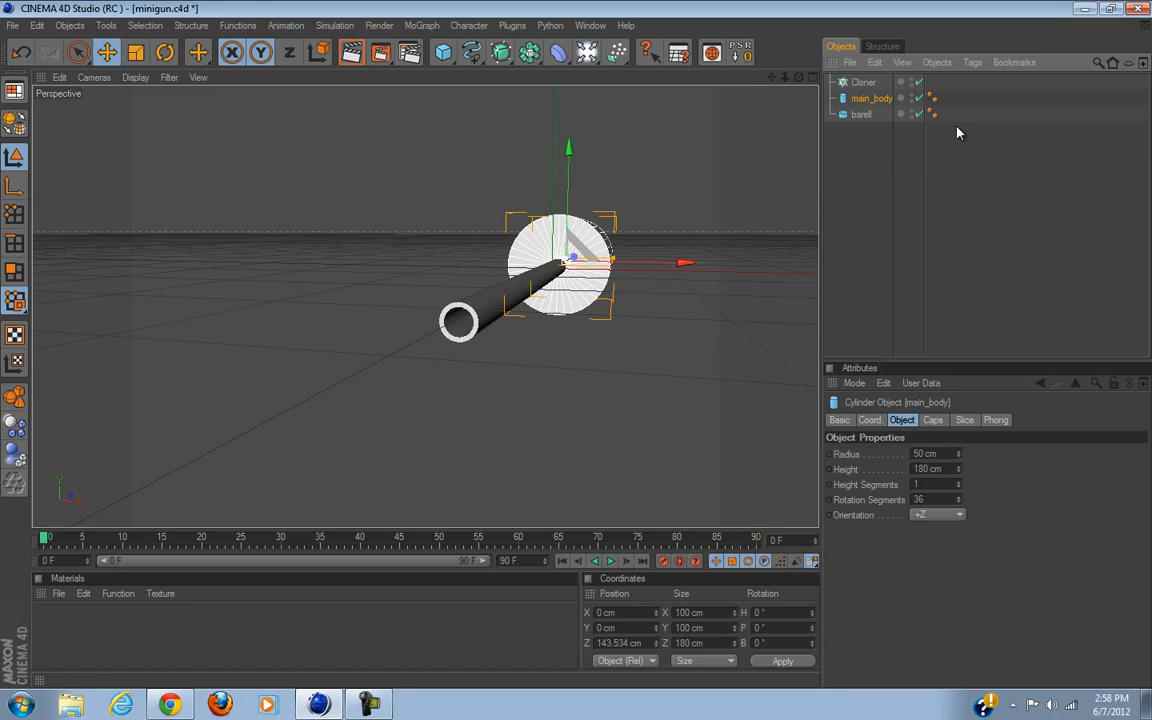 CINEMA 4D Studio (RC ) - [minigun.c4d *]
File Edit Objects Tools Selection Structure Functions Animation Simulation Render MoGraph Character Plugins Python Window Help
X Y Z PSR 0
Edit Cameras Display Filter View
Perspective
Y
Z X
Objects Structure
File Edit View Objects Tags Bookmarks
Cloner
main_body
barell
Attributes
Mode Edit User Data
Cylinder Object [main_body]
Basic Coord. Object Caps Slice Phong
Object Properties
Radius 50 cm
Height 180 cm
Height Segments 1
Rotation Segments 36
Orientation +Z
0 5 10 15 20 25 30 35 40 45 50 55 60 65 70 75 80 85 90 0 F
0 F 0 F 90 F 90 F
Materials
File Edit Function Texture
Coordinates
Position Size Rotation
X 0 cm X 100 cm H 0 °
Y 0 cm Y 100 cm P 0 °
Z 143.534 cm Z 180 cm B 0 °
Object (Rel) Size Apply
MAXON CINEMA 4D
2:58 PM
6/7/2012